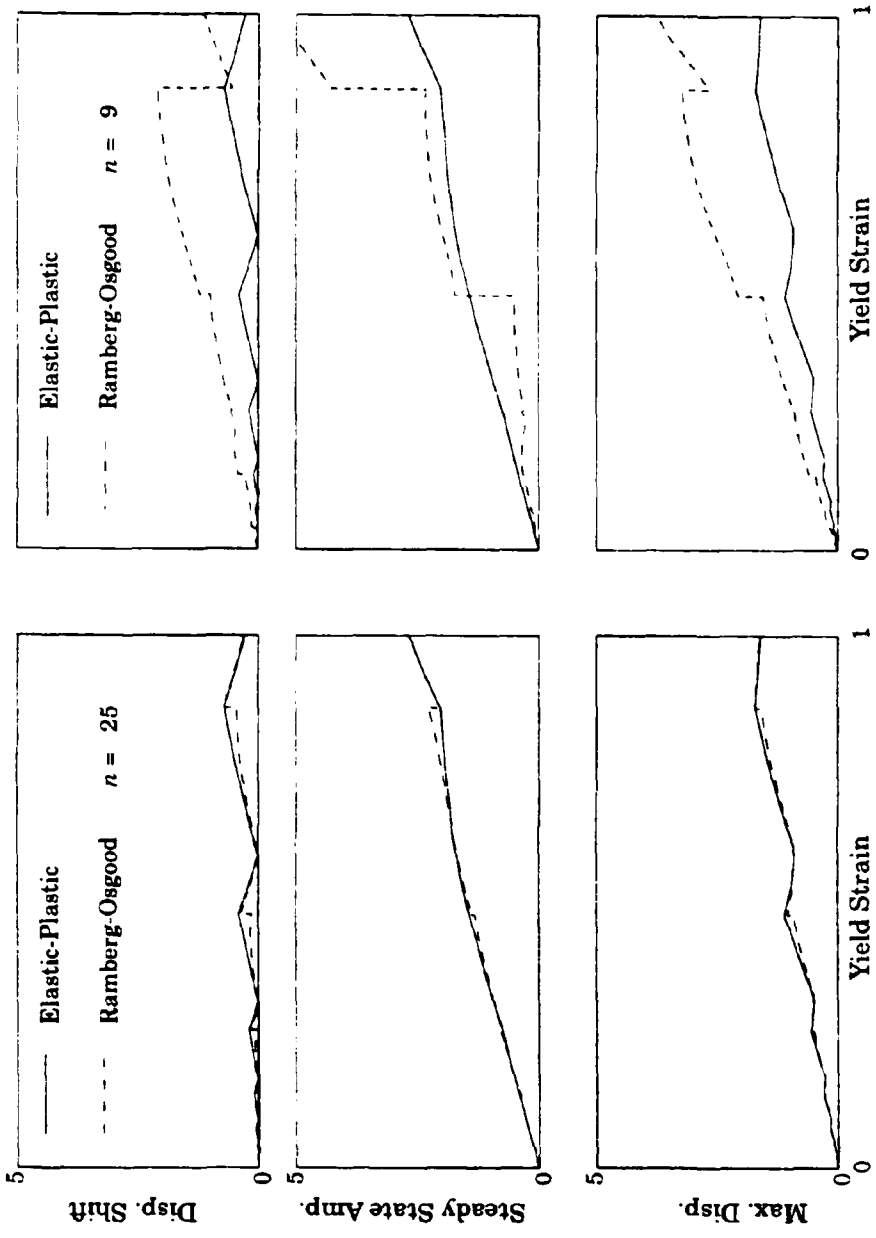 5
Disp. Shift
0
Elastic-Plastic
Ramberg-Osgood n = 25
5
Steady State Amp.
0
5
Max. Disp.
0
0
Yield Strain
1
Elastic-Plastic
Ramberg-Osgood n = 9
0
Yield Strain
1